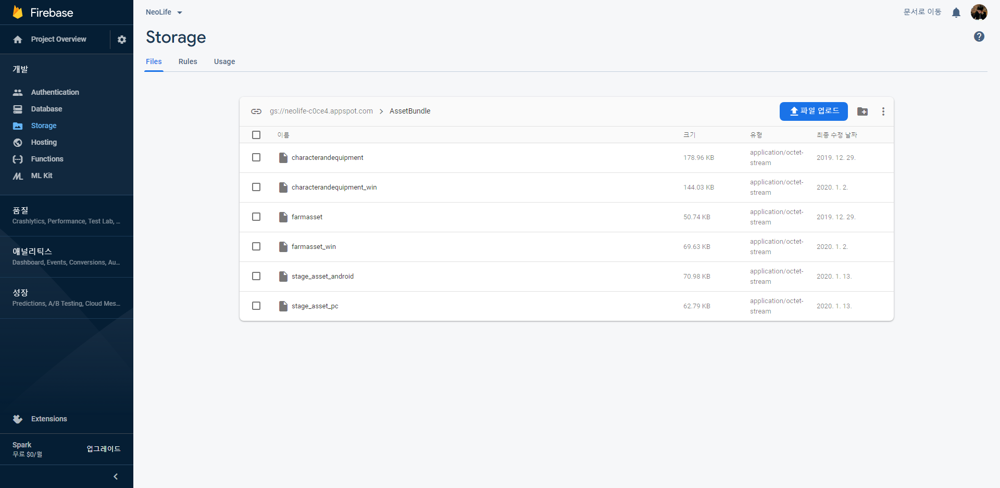 Firebase
Project Overview
개발
Authentication
Database
Storage
Hosting
Functions
ML Kit
품질
Crashlytics, Performance, Test Lab, ...
애널리틱스
Dashboard, Events, Conversions, Au...
성장
Predictions, A/B Testing, Cloud Mes...
Extensions
Spark
무료 $0/월
업그레이드
NeoLife
문서로 이동
Storage
Files Rules Usage
gs://neolife-c0ce4.appspot.com > AssetBundle
파일 업로드
이름 크기 유형 최종 수정 날짜
characterandequipment 178.96 KB application/octet-stream 2019. 12. 29.
characterandequipment_win 144.03 KB application/octet-stream 2020. 1. 2.
farmasset 50.74 KB application/octet-stream 2019. 12. 29.
farmasset_win 69.63 KB application/octet-stream 2020. 1. 2.
stage_asset_android 70.98 KB application/octet-stream 2020. 1. 13.
stage_asset_pc 62.79 KB application/octet-stream 2020. 1. 13.